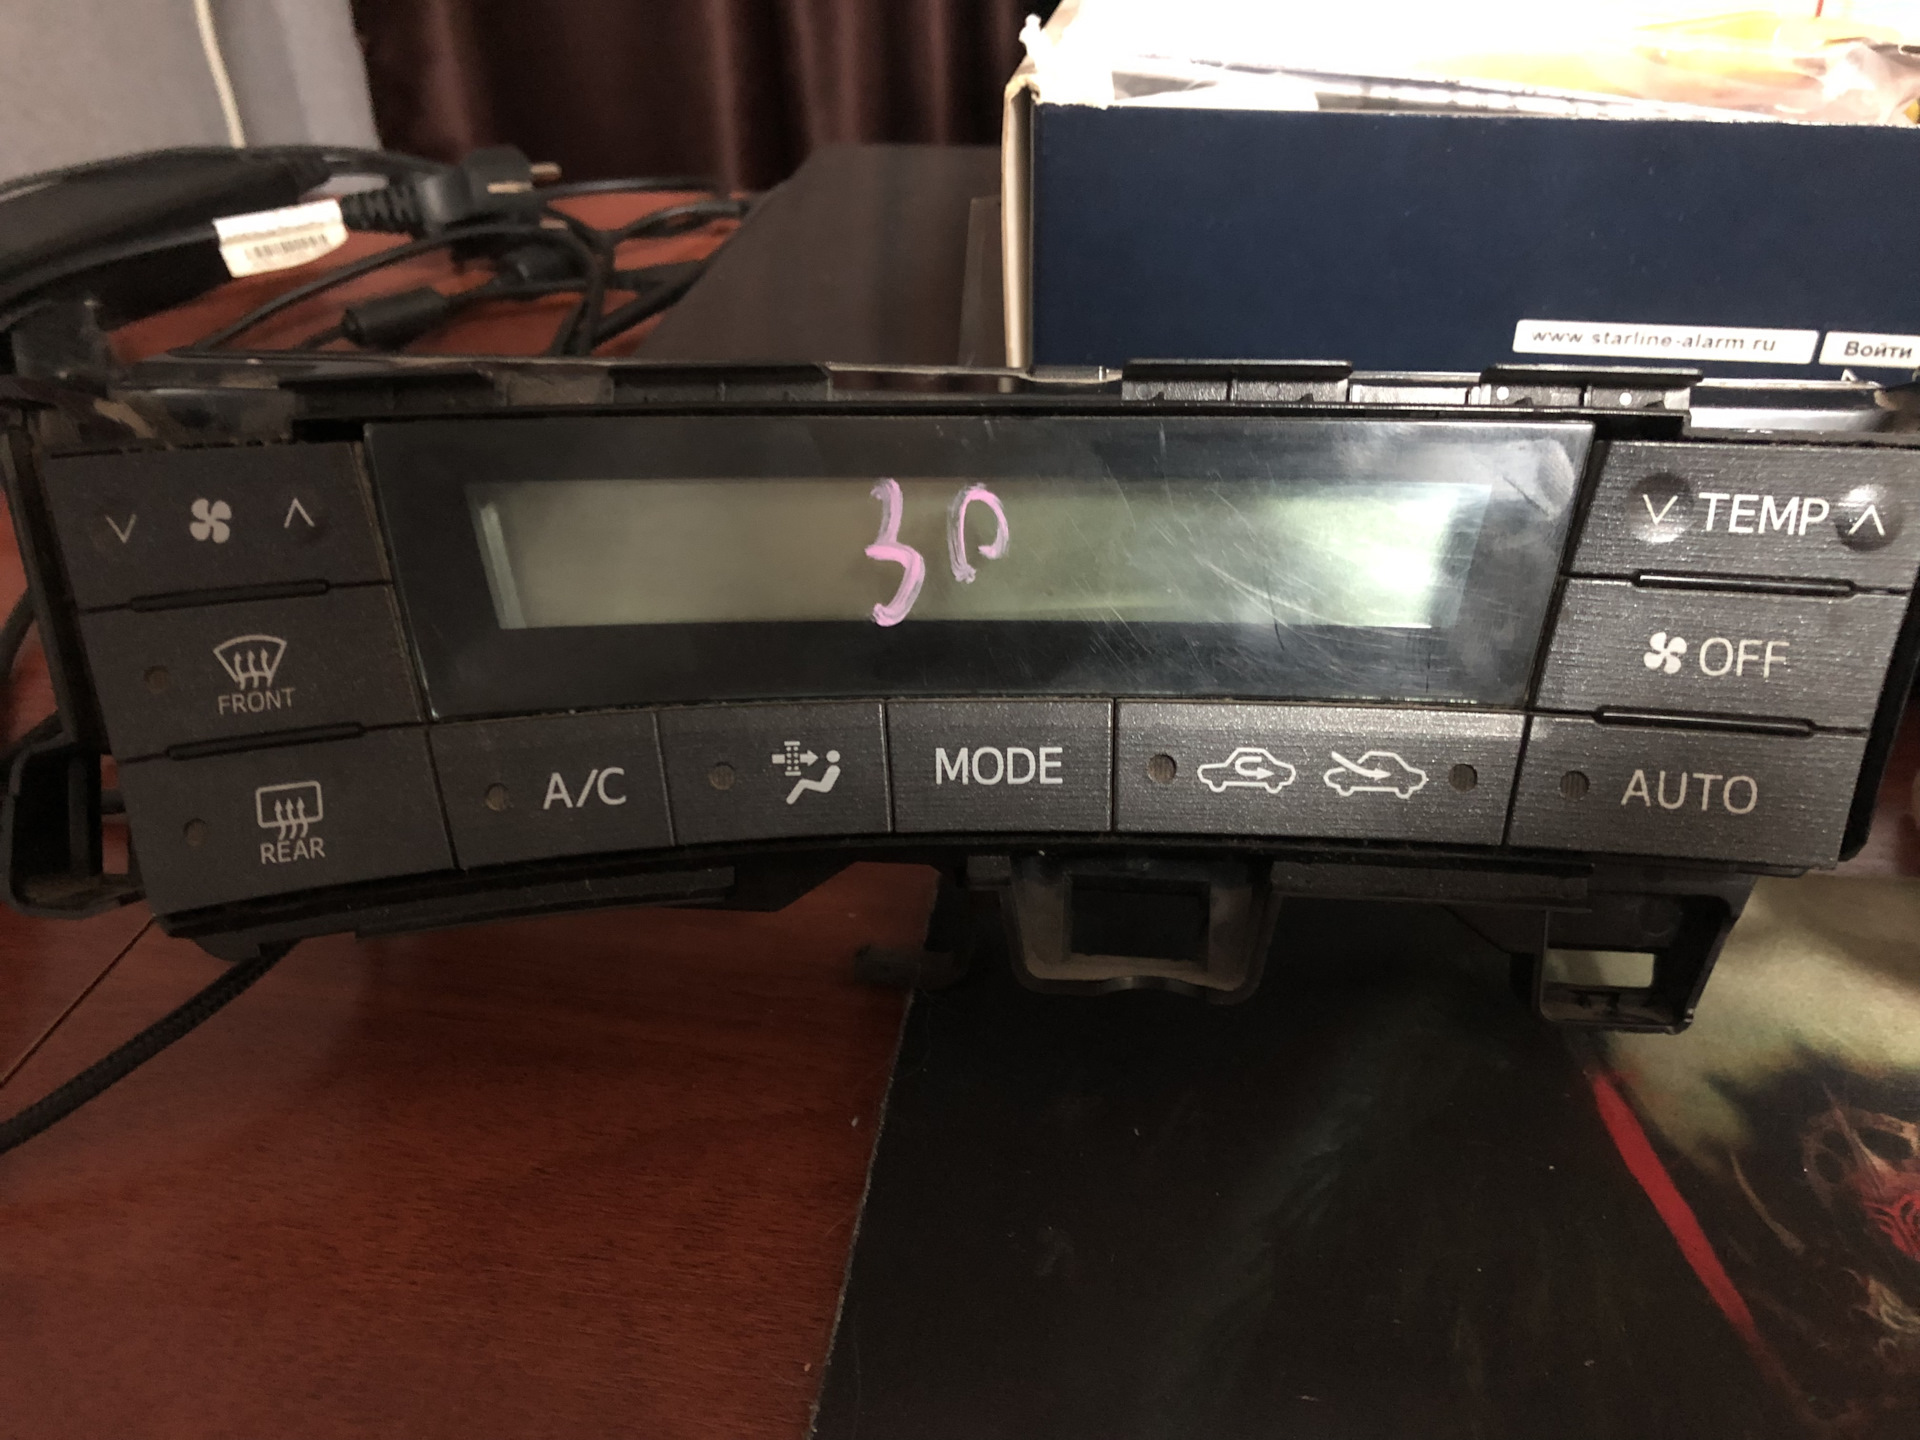 www starline-alarm ru
Войти
30
TEMP
OFF
FRONT
MODE
A/C
AUTO
REAR